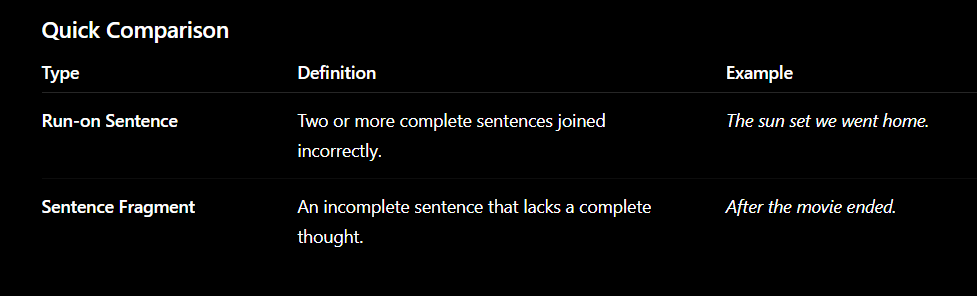 Quick Comparison
Type Definition Example
Run-on Sentence Two or more complete sentences joined The sun set we went home.
incorrectly.
Sentence Fragment An incomplete sentence that lacks a complete After the movie ended.
thought.